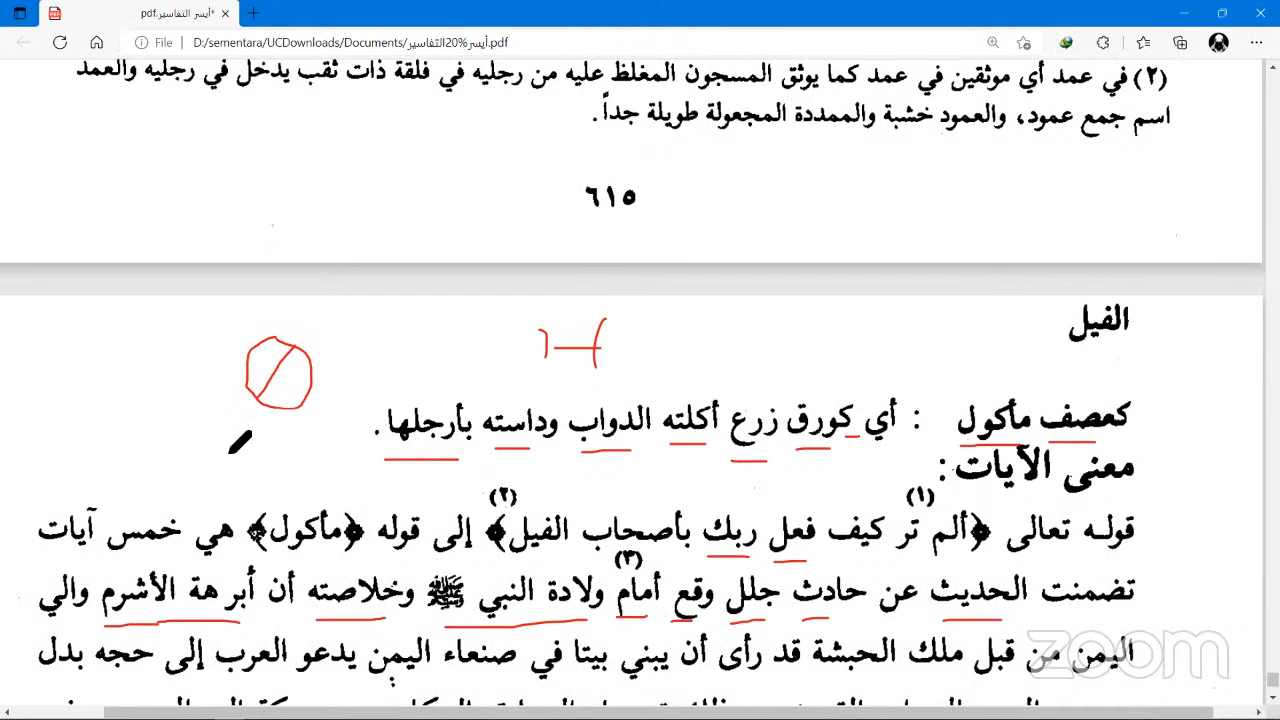 أيسر التفاسير.pdf*
File
D:/sementara/UCDownloads/Documents/أيسر%20التفاسير.pdf
(٢) في عمد أي موثقين في عمد كما يوثق المسجون المغلظ عليه من رجليه في فلقة ذات ثقب يدخل في رجليه والعمد
اسم جمع عمود، والعمود خشبة والممددة المجعولة طويلة جداً.
٦١٥
الفيل
كعصف مأكول : أي كورق زرع أكلته الدواب وداسته بأرجلها.
معنى الآيات:
قوله تعالى ﴿ألم(١) تر كيف فعل ربك بأصحاب الفيل(٢)﴾ إلى قوله ﴿مأكول﴾ هي خمس آيات
تضمنت الحديث عن حادث جلل وقع أمام(٣) ولادة النبي ﷺ وخلاصته أن أبرهة الأشرم والي
اليمن من قبل ملك الحبشة قد رأى أن يبني بيتا في صنعاء اليمن يدعو العرب إلى حجه بدل
zoom